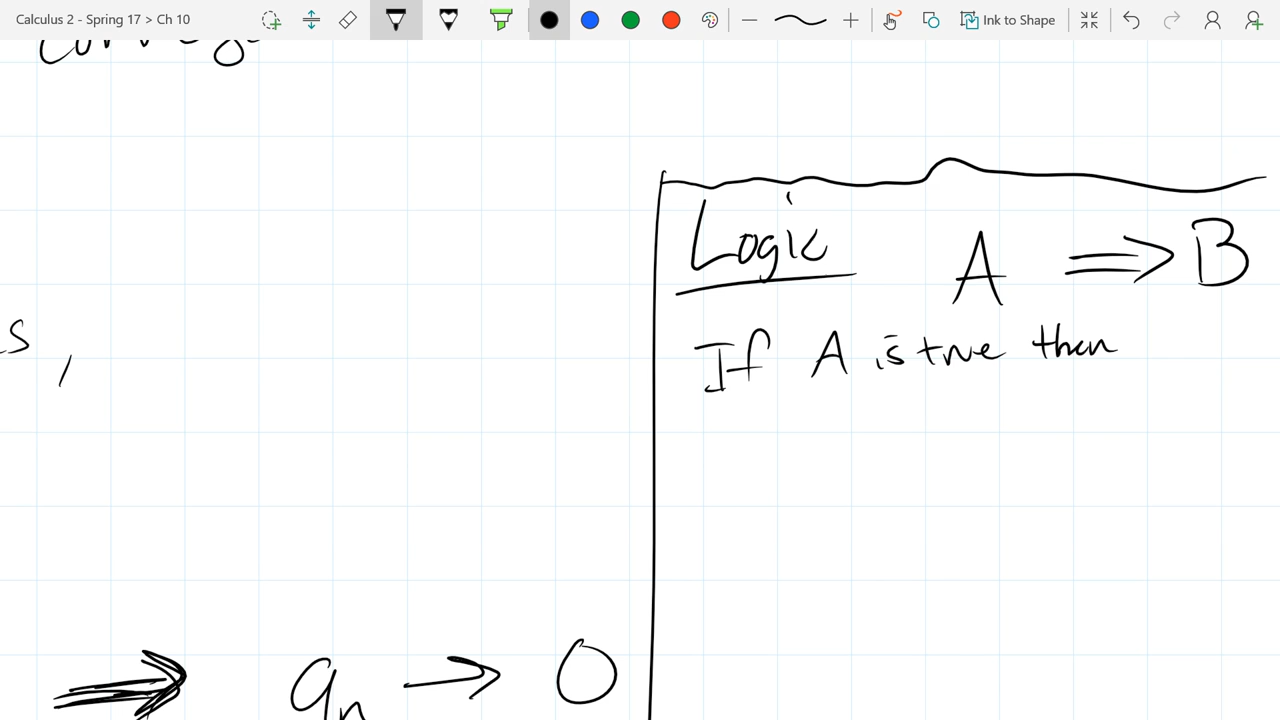 Calculus 2 - Spring 17 > Ch 10
Ink to Shape
Logic A ⟹ B
If A is true then
s,
⟹ aₙ → 0